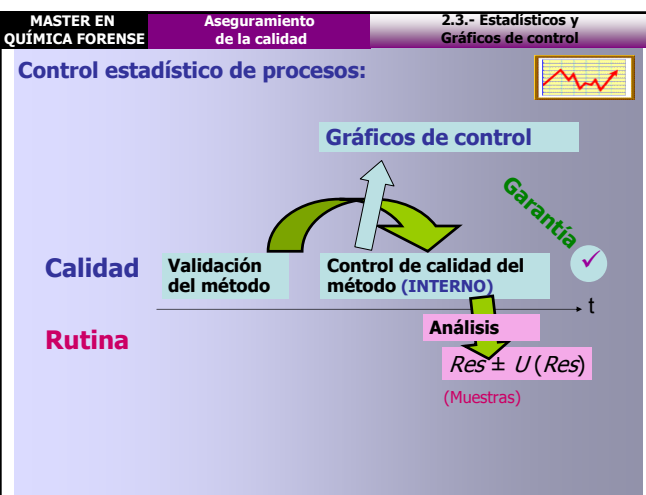 MASTER EN
QUÍMICA FORENSE
Aseguramiento
de la calidad
2.3.- Estadísticos y
Gráficos de control
Control estadístico de procesos:
Gráficos de control
Garantía
Calidad
Validación
del método
Control de calidad del
método (INTERNO)
✓
t
Rutina
Análisis
Res ± U(Res)
(Muestras)